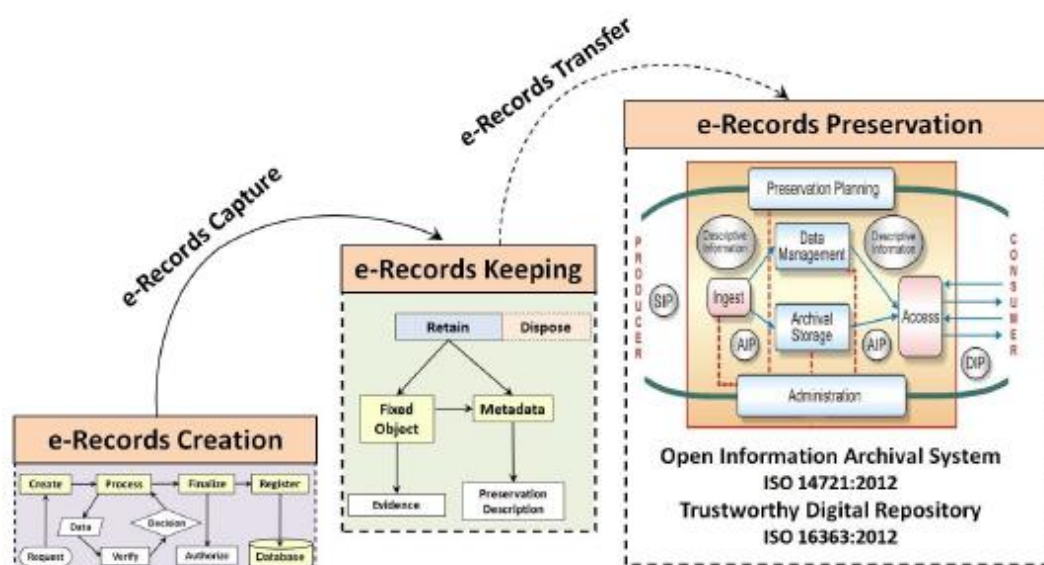 e-Records Transfer
e-Records Capture
e-Records Creation
Create
Process
Finalize
Register
Data
Decision
Request
Verify
Authorize
Database
e-Records Keeping
Retain
Dispose
Fixed
Object
Metadata
Evidence
Preservation
Description
e-Records Preservation
Preservation Planning
PRODUCER
CONSUMER
Descriptive
Information
Data
Management
Descriptive
Information
SIP
Ingest
Access
Archival
Storage
AIP
AIP
DIP
Administration
Open Information Archival System
ISO 14721:2012
Trustworthy Digital Repository
ISO 16363:2012